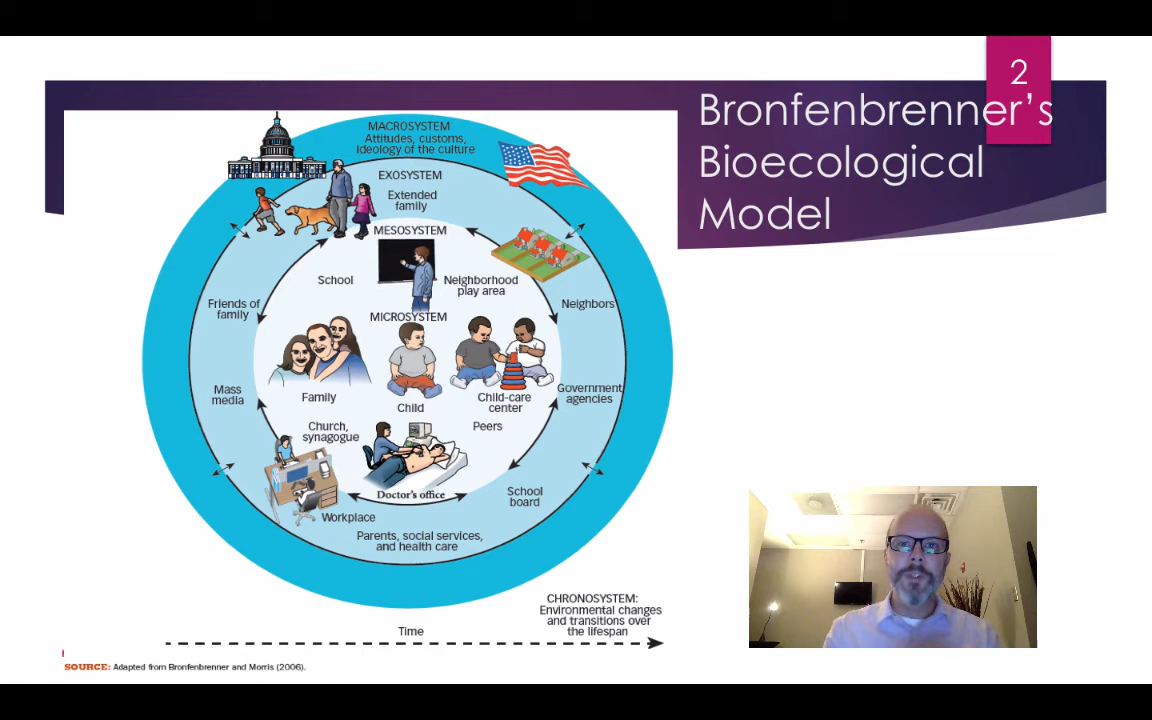 2
Bronfenbrenner's
Bioecological
Model
MACROSYSTEM
Attitudes, customs,
ideology of the culture
EXOSYSTEM
Extended
family
MESOSYSTEM
School
Neighborhood
play area
Friends of
family
Neighbors
MICROSYSTEM
Mass
media
Family
Child
Child-care
center
Government
agencies
Church,
synagogue
Peers
Doctor's office
School
board
Workplace
Parents, social services,
and health care
CHRONOSYSTEM:
Environmental changes
and transitions over
the lifespan
Time
SOURCE: Adapted from Bronfenbrenner and Morris (2006).